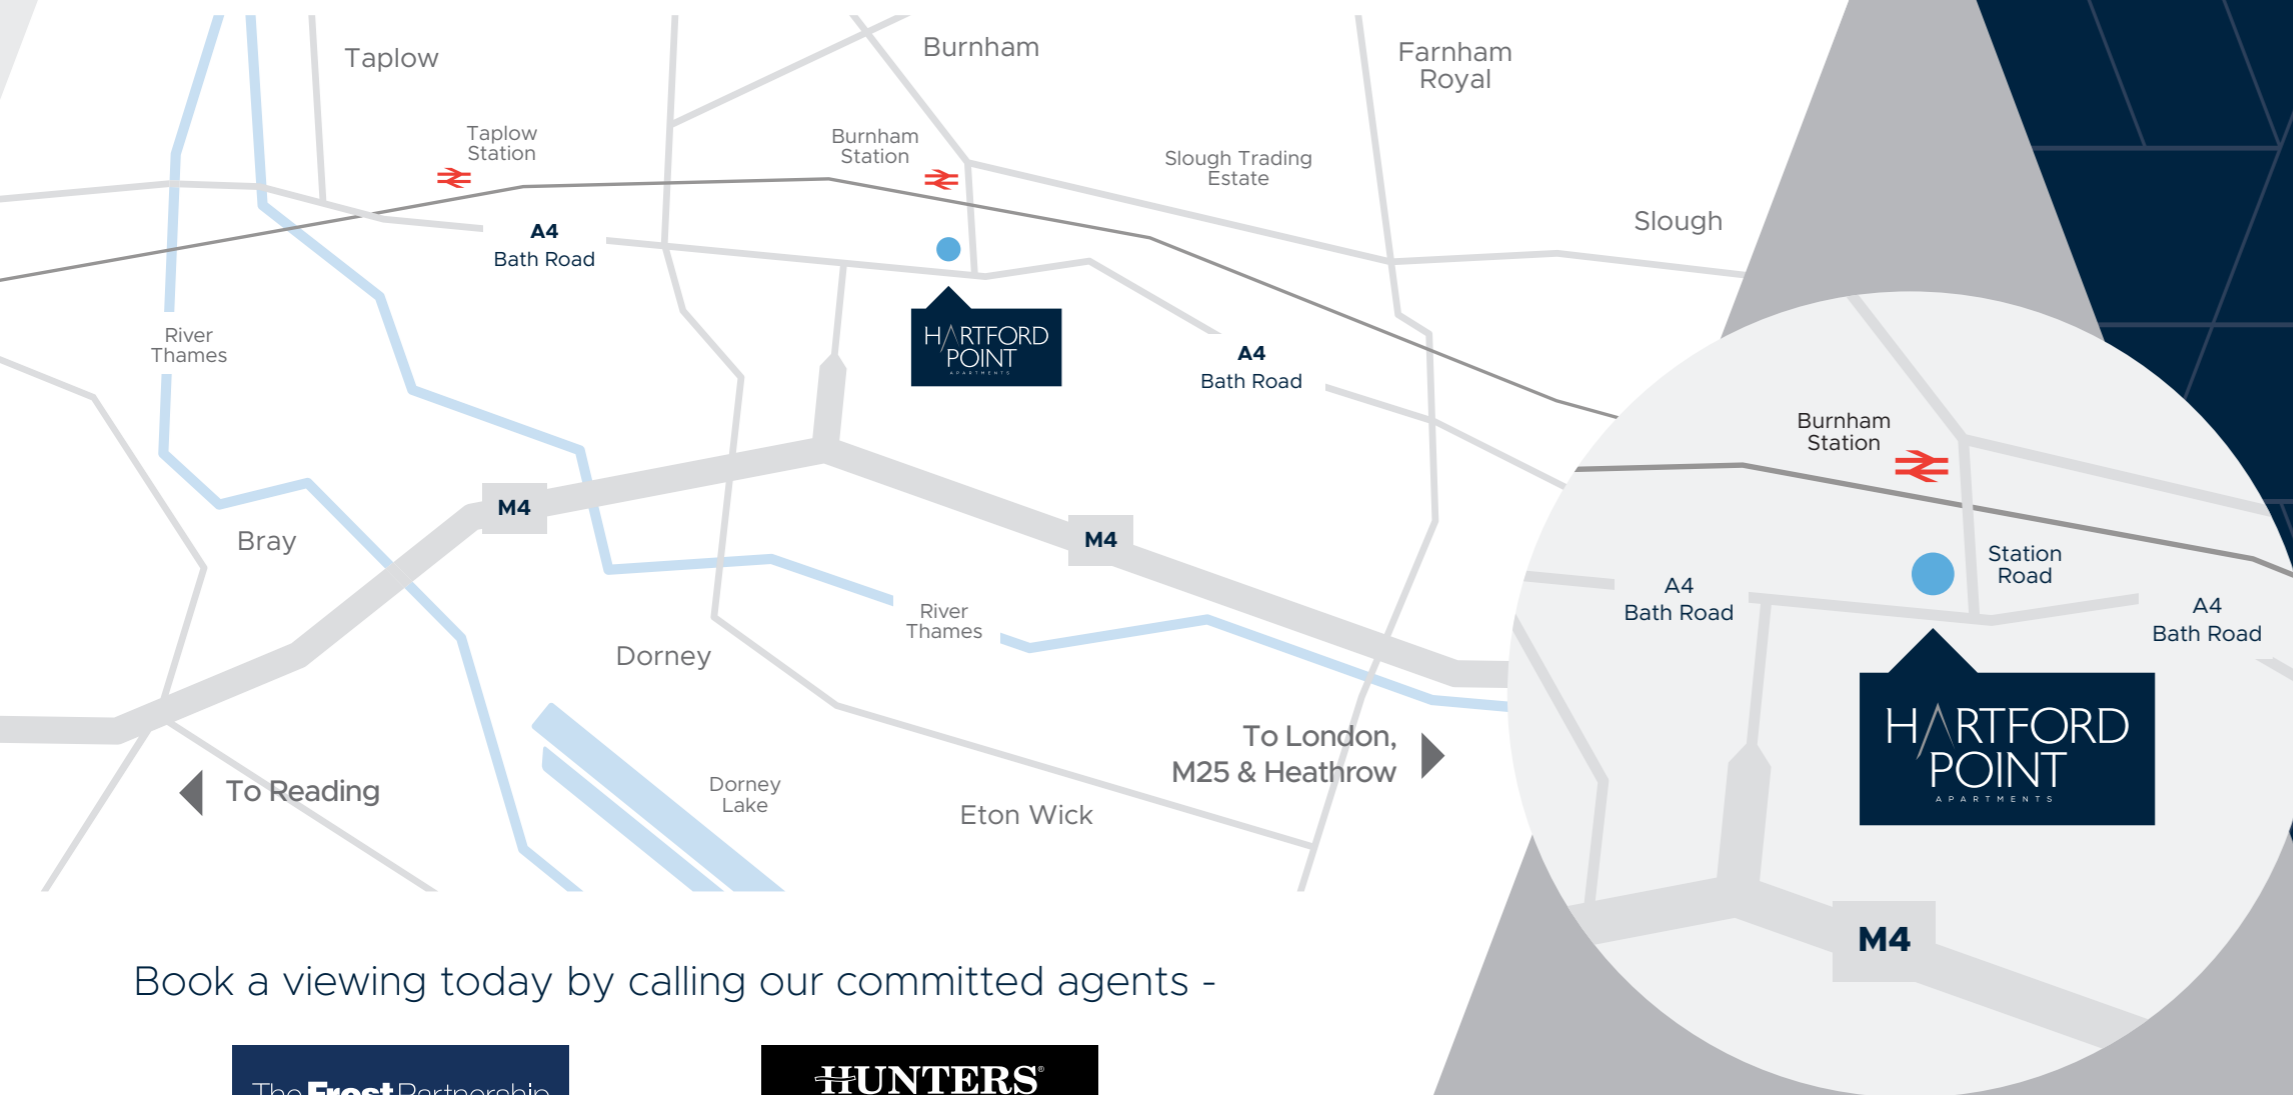 Taplow
Burnham
Farnham
Royal
Taplow
Station
Burnham
Station
Slough Trading
Estate
Slough
A4
Bath Road
HARTFORD
POINT
APARTMENTS
River
Thames
A4
Bath Road
M4
M4
Bray
River
Thames
Dorney
To London,
M25 & Heathrow
To Reading
Dorney
Lake
Eton Wick
Burnham
Station
Station
Road
A4
Bath Road
A4
Bath Road
HARTFORD
POINT
APARTMENTS
M4
Book a viewing today by calling our committed agents -
The Frost Partnership
HUNTERS®